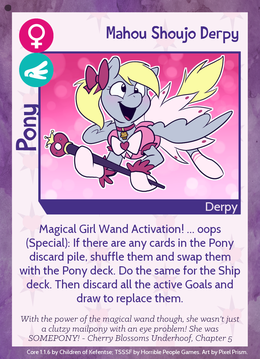 Mahou Shoujo Derpy
Pony
Derpy
Magical Girl Wand Activation! ... oops
(Special): If there are any cards in the Pony
discard pile, shuffle them and swap them
with the Pony deck. Do the same for the Ship
deck. Then discard all the active Goals and
draw to replace them.
With the power of the magical wand though, she wasn't just
a clutzy mailpony with an eye problem! She was
SOMEPONY! - Cherry Blossoms Underhoof, Chapter 5
Core 1.1.6 by Children of Kefentse; TSSSF by Horrible People Games. Art by Pixel Prism.